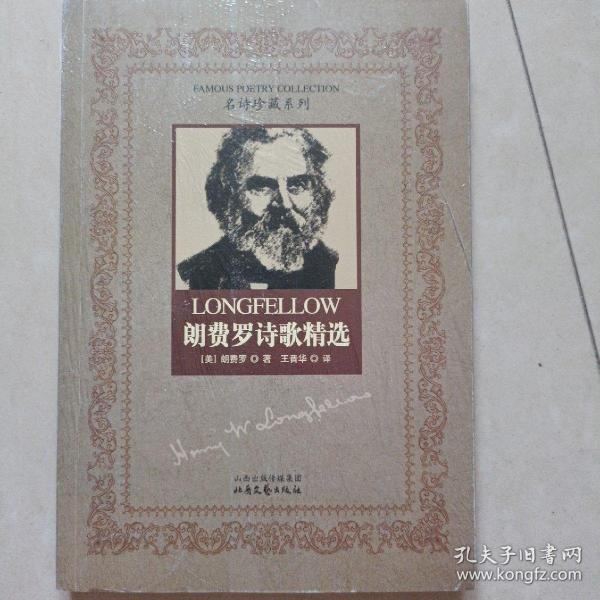 FAMOUS POETRY COLLECTION
名诗珍藏系列
LONGFELLOW
朗费罗诗歌精选
[美] 朗费罗 ◎ 著 王晋华 ◎ 译
Henry W. Longfellow
山西出版传媒集团
北岳文艺出版社
孔夫子旧书网
www.kongfz.com